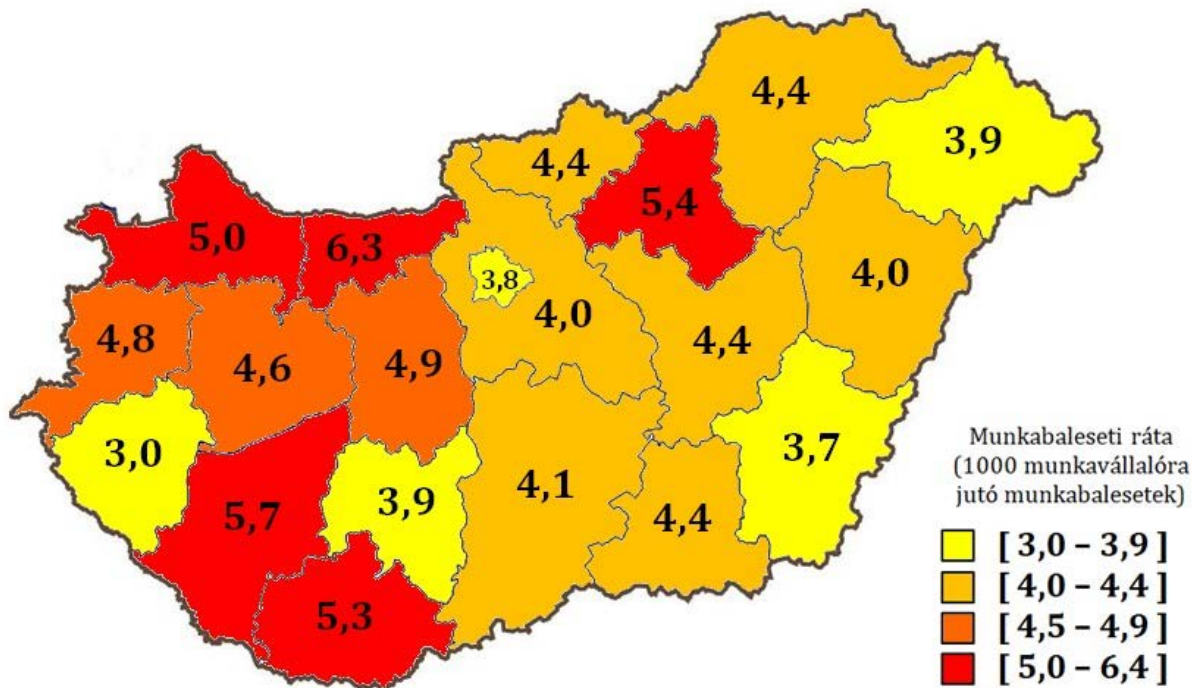 4,4
3,9
4,4
5,4
5,0
6,3
3,8
4,0
4,0
4,8
4,6
4,9
4,4
3,0
3,7
5,7
3,9
4,1
4,4
5,3
Munkabaleseti ráta
(1000 munkavállalóra
jutó munkabalesetek)
[ 3,0 – 3,9 ]
[ 4,0 – 4,4 ]
[ 4,5 – 4,9 ]
[ 5,0 – 6,4 ]